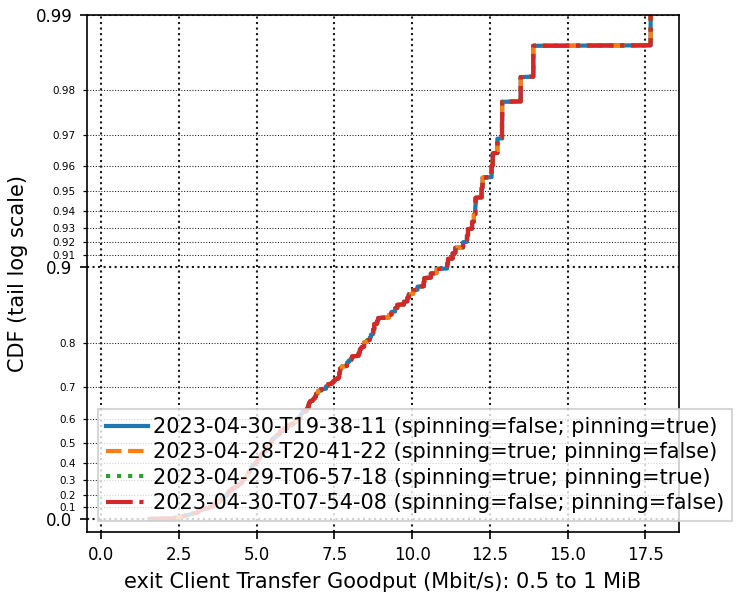 0.99
0.98
0.97
0.96
0.95
0.94
0.93
0.92
0.91
0.9
0.8
0.7
0.6
0.5
0.4
0.3
0.2
0.1
0.0
CDF (tail log scale)
2023-04-30-T19-38-11 (spinning=false; pinning=true)
2023-04-28-T20-41-22 (spinning=true; pinning=false)
2023-04-29-T06-57-18 (spinning=true; pinning=true)
2023-04-30-T07-54-08 (spinning=false; pinning=false)
0.0 2.5 5.0 7.5 10.0 12.5 15.0 17.5
exit Client Transfer Goodput (Mbit/s): 0.5 to 1 MiB